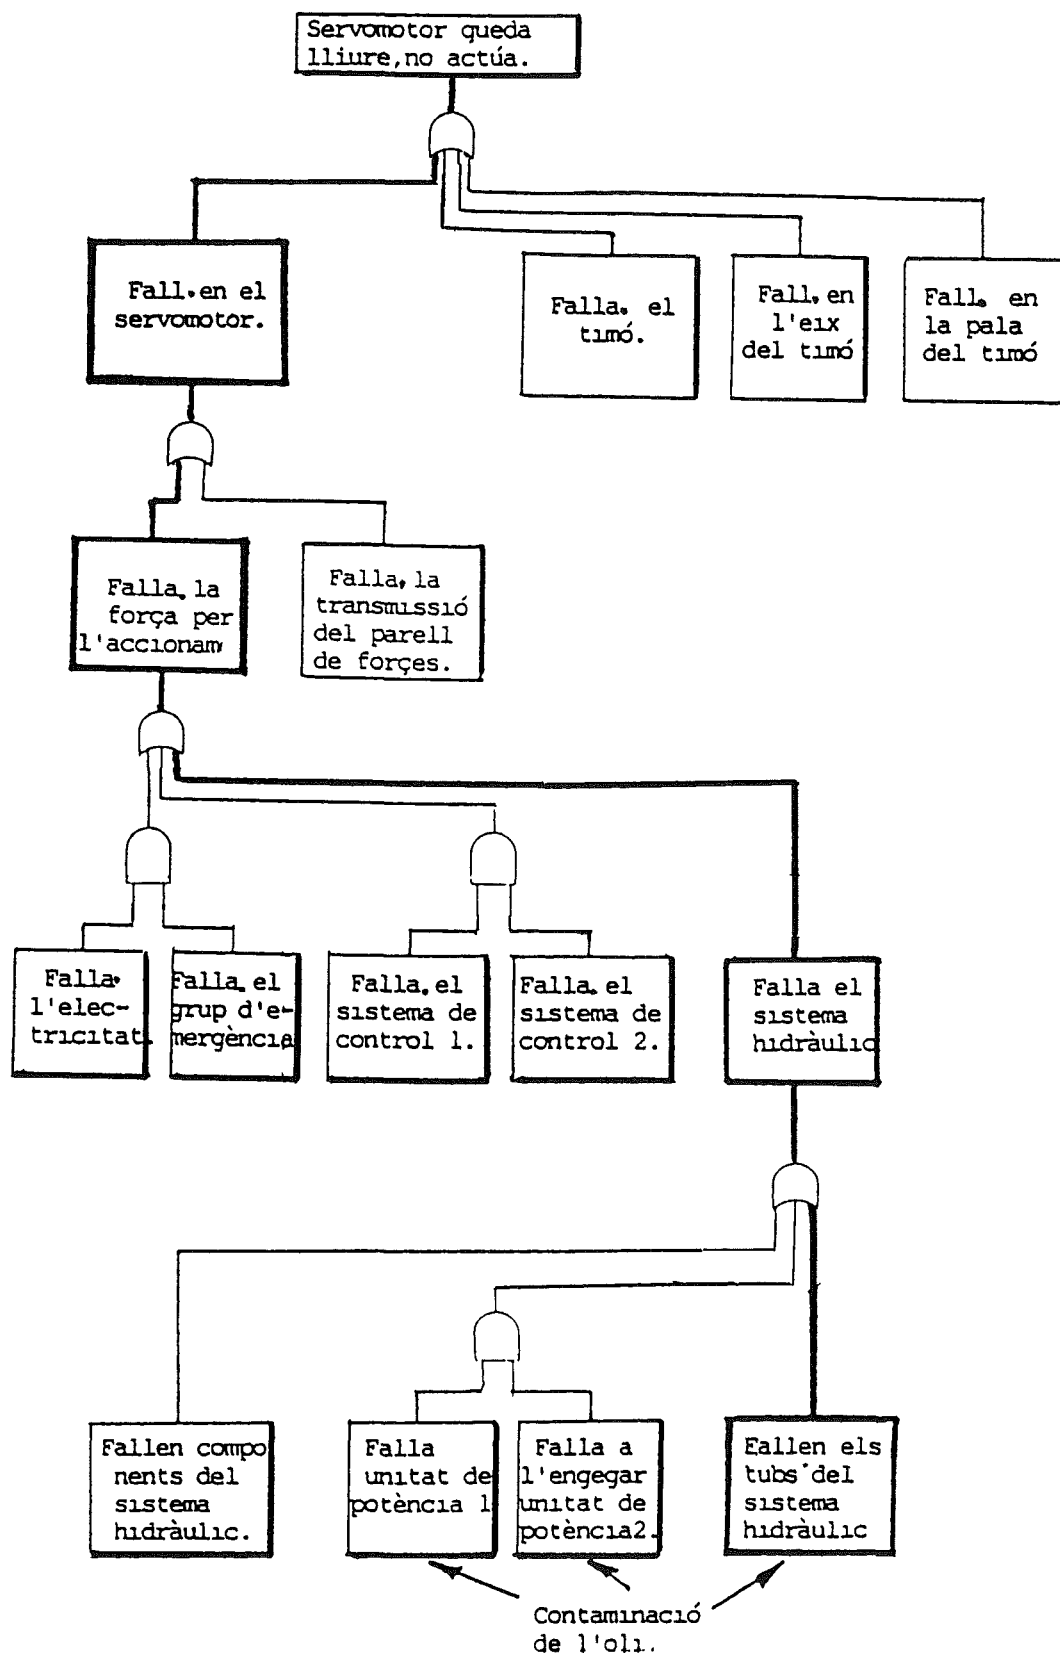 Servomotor queda
lliure,no actúa.
Fall.en el
servomotor.
Falla. el
timó.
Fall. en
l'eix
del timó
Fall. en
la pala
del timó
Falla. la
força per
l'accionam
Falla. la
transmissió
del parell
de forçes.
Falla.
l'elec-
tricitat.
Falla. el
grup d'e-
mergència
Falla. el
sistema de
control 1.
Falla. el
sistema de
control 2.
Falla el
sistema
hidràulic
Fallen compo
nents del
sistema
hidràulic.
Falla
unitat de
potència 1
Falla a
l'engegar
unitat de
potència2.
Fallen els
tubs del
sistema
hidràulic
Contaminació
de l'oli.